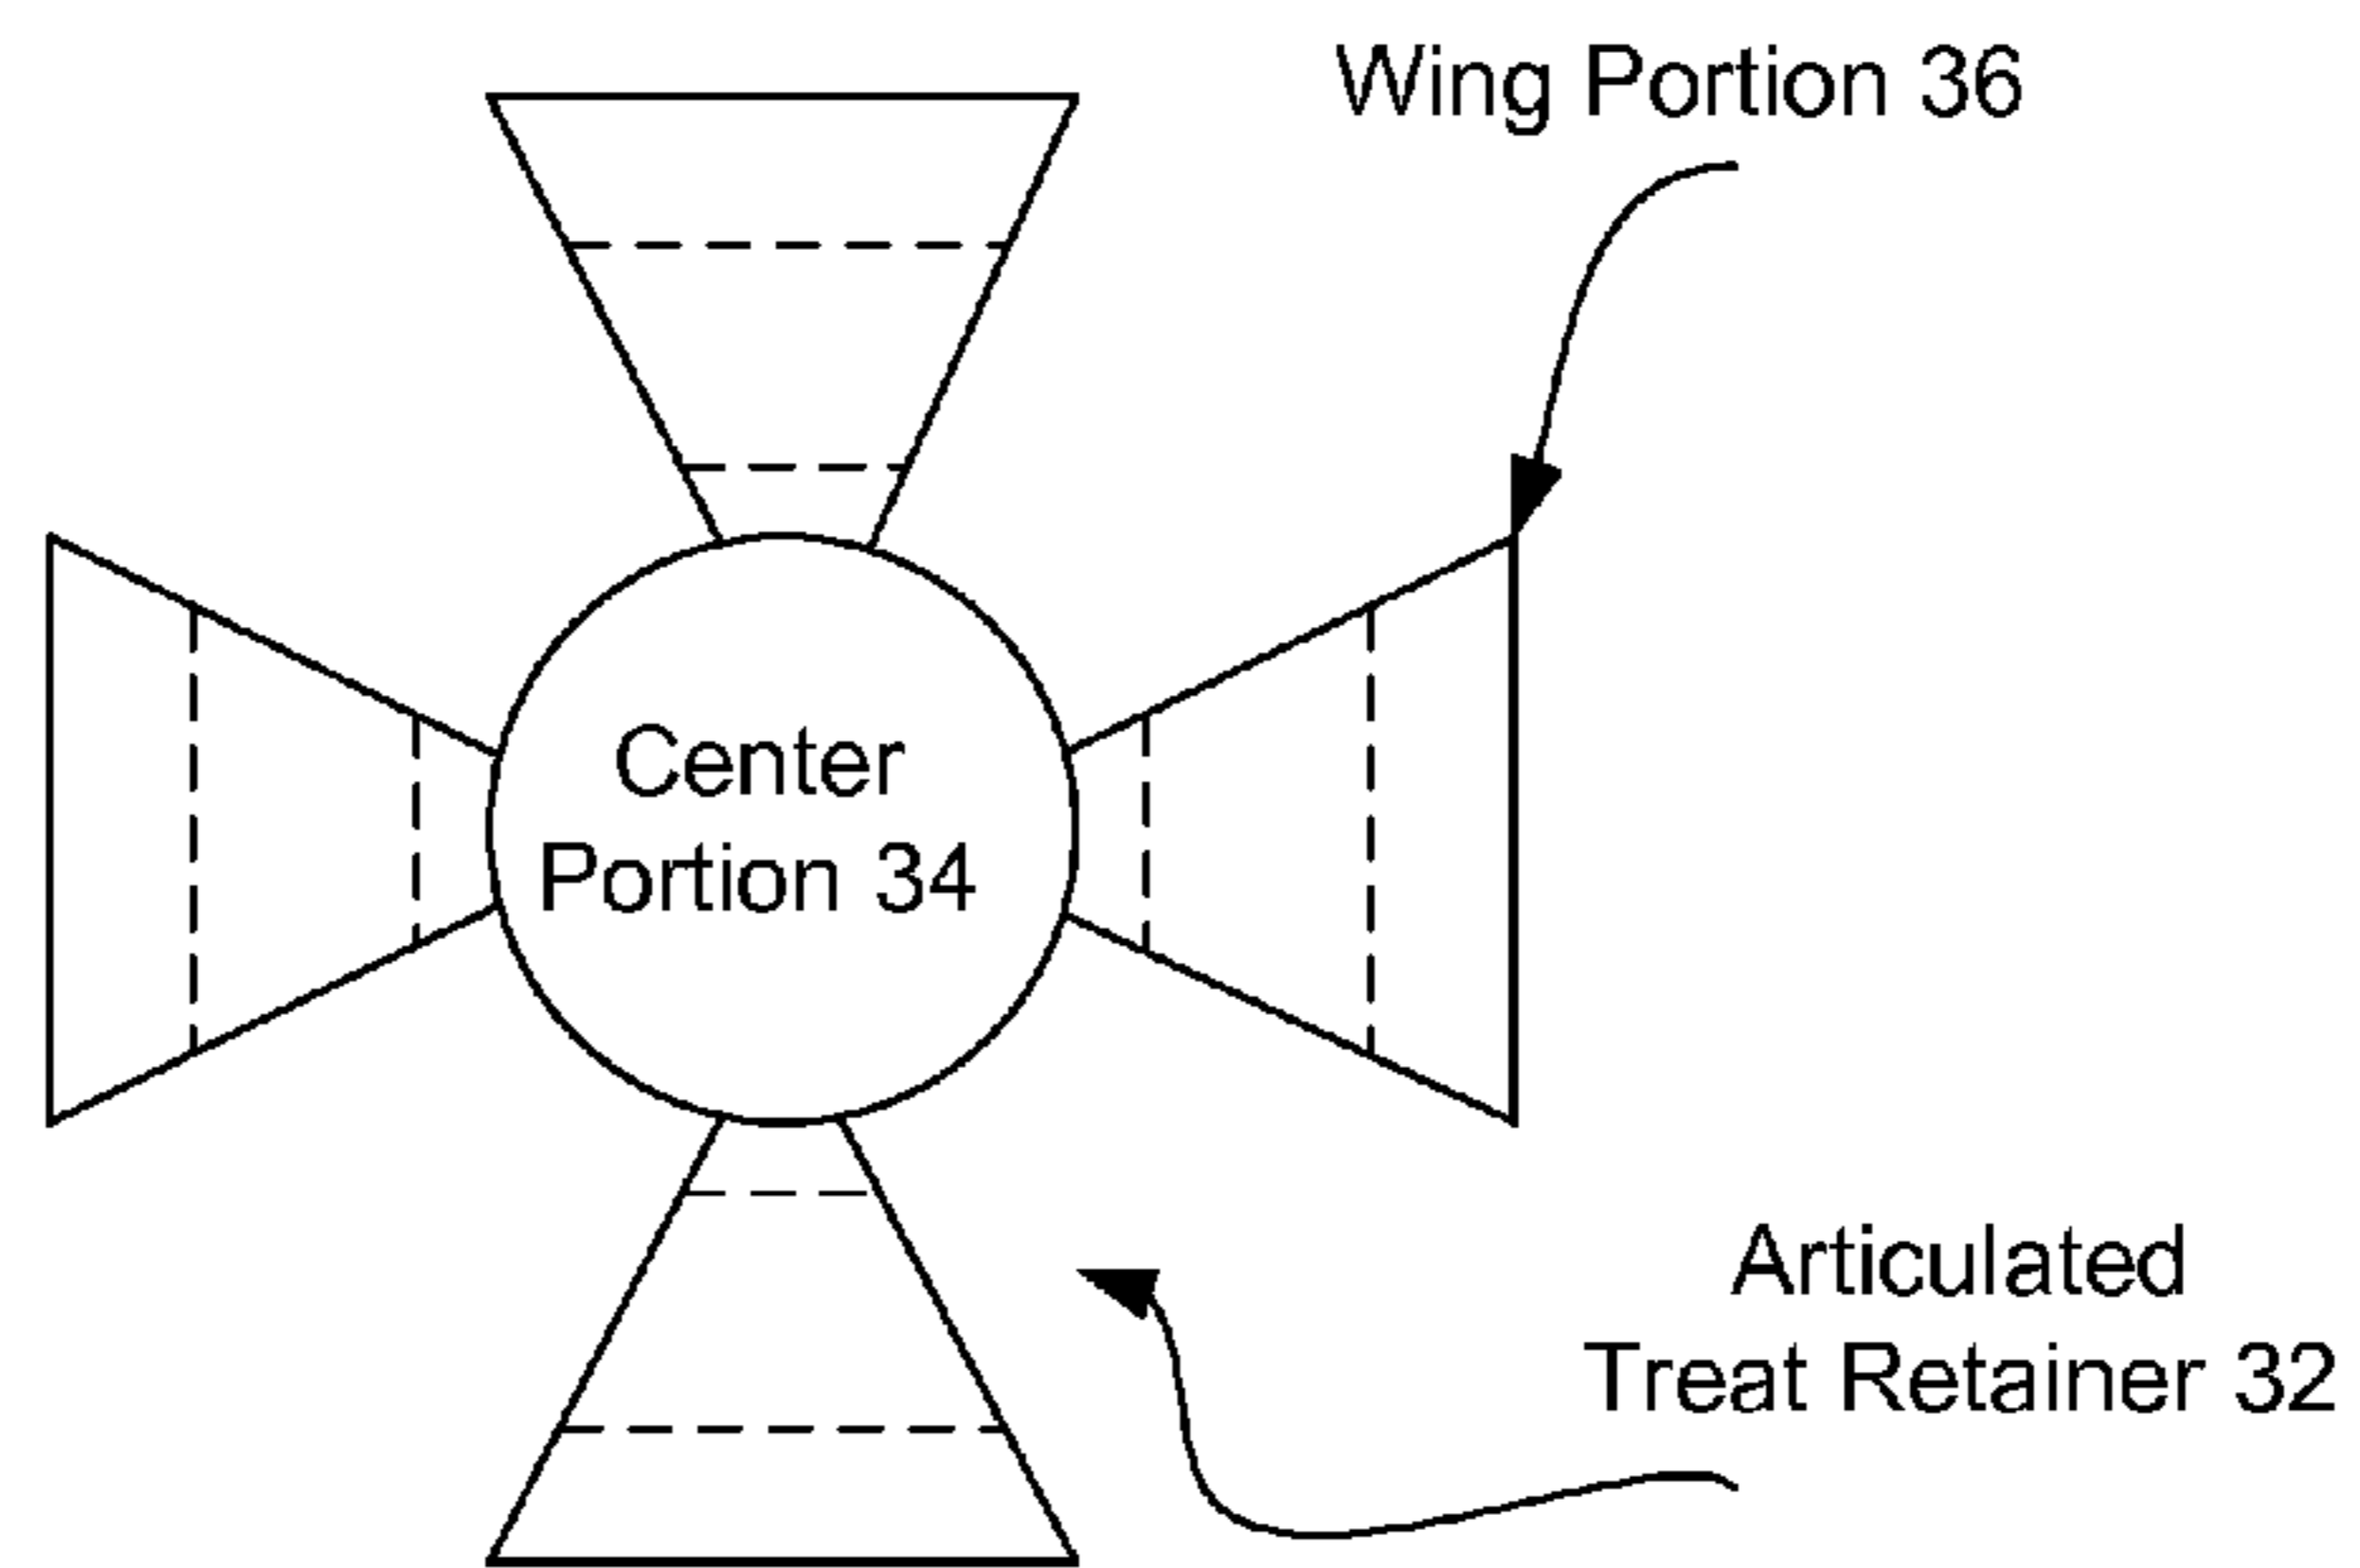 Wing Portion 36
Center
Portion 34
Articulated
Treat Retainer 32